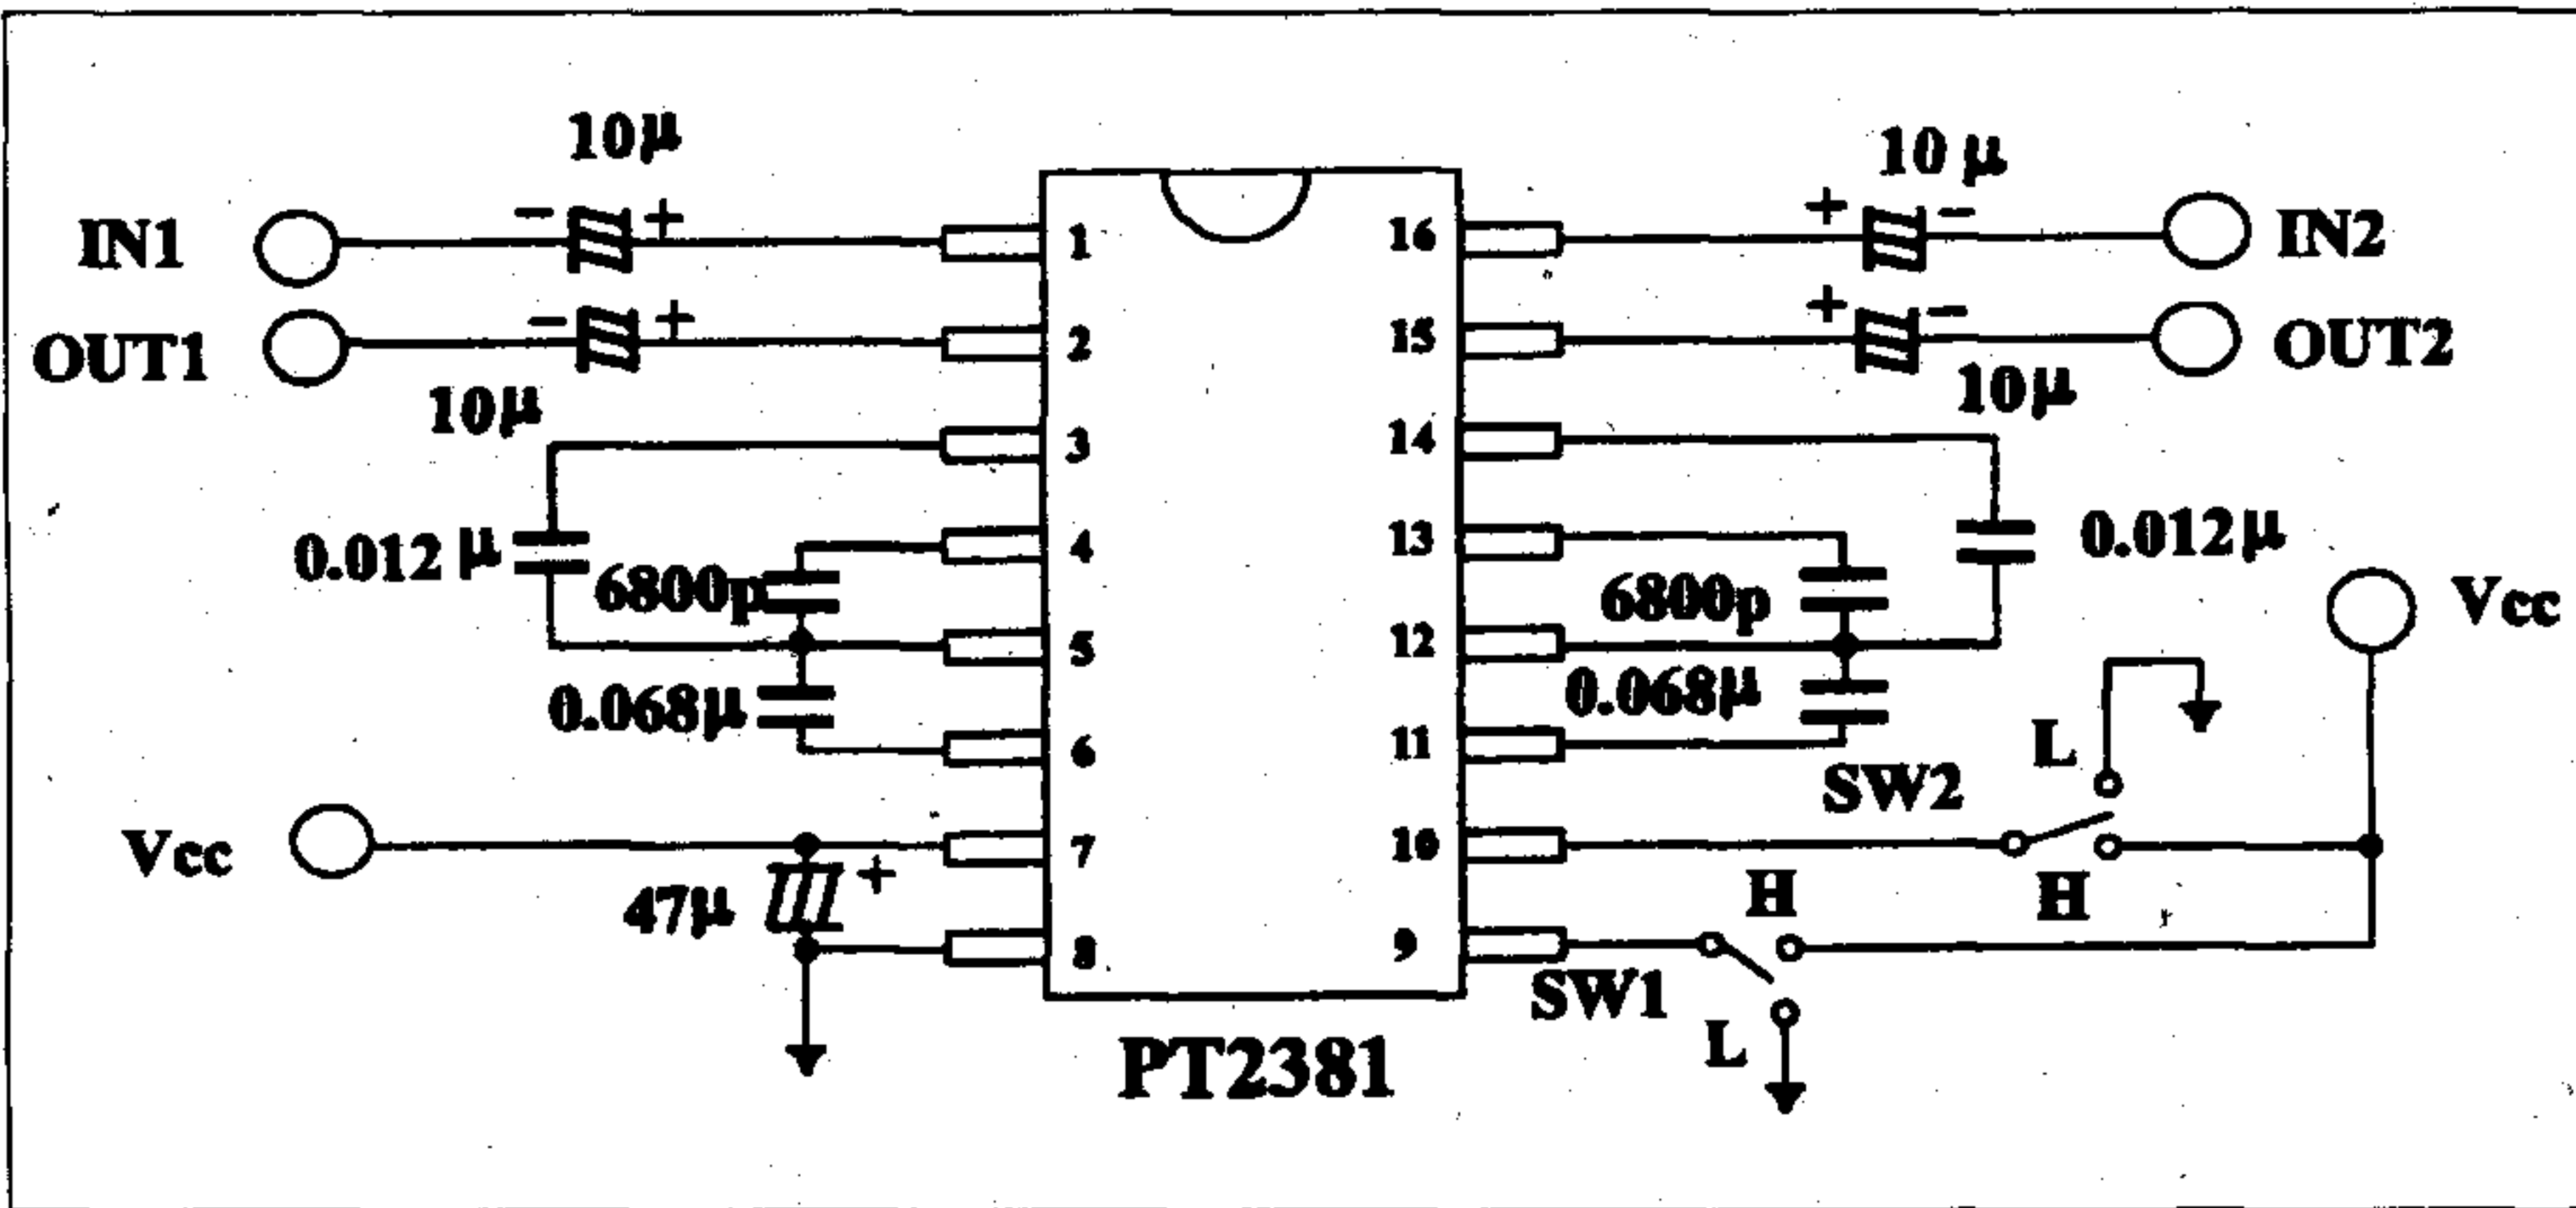 10μ
10 μ
IN1
- +
1
16
+ -
IN2
OUT1
- +
2
15
+ -
OUT2
10μ
10μ
3
14
0.012 μ
6800p
4
13
6800p
0.012μ
Vcc
5
12
0.068μ
0.068μ
6
11
L
SW2
Vcc
7
10
47μ
+
H
H
8
9
SW1
L
PT2381